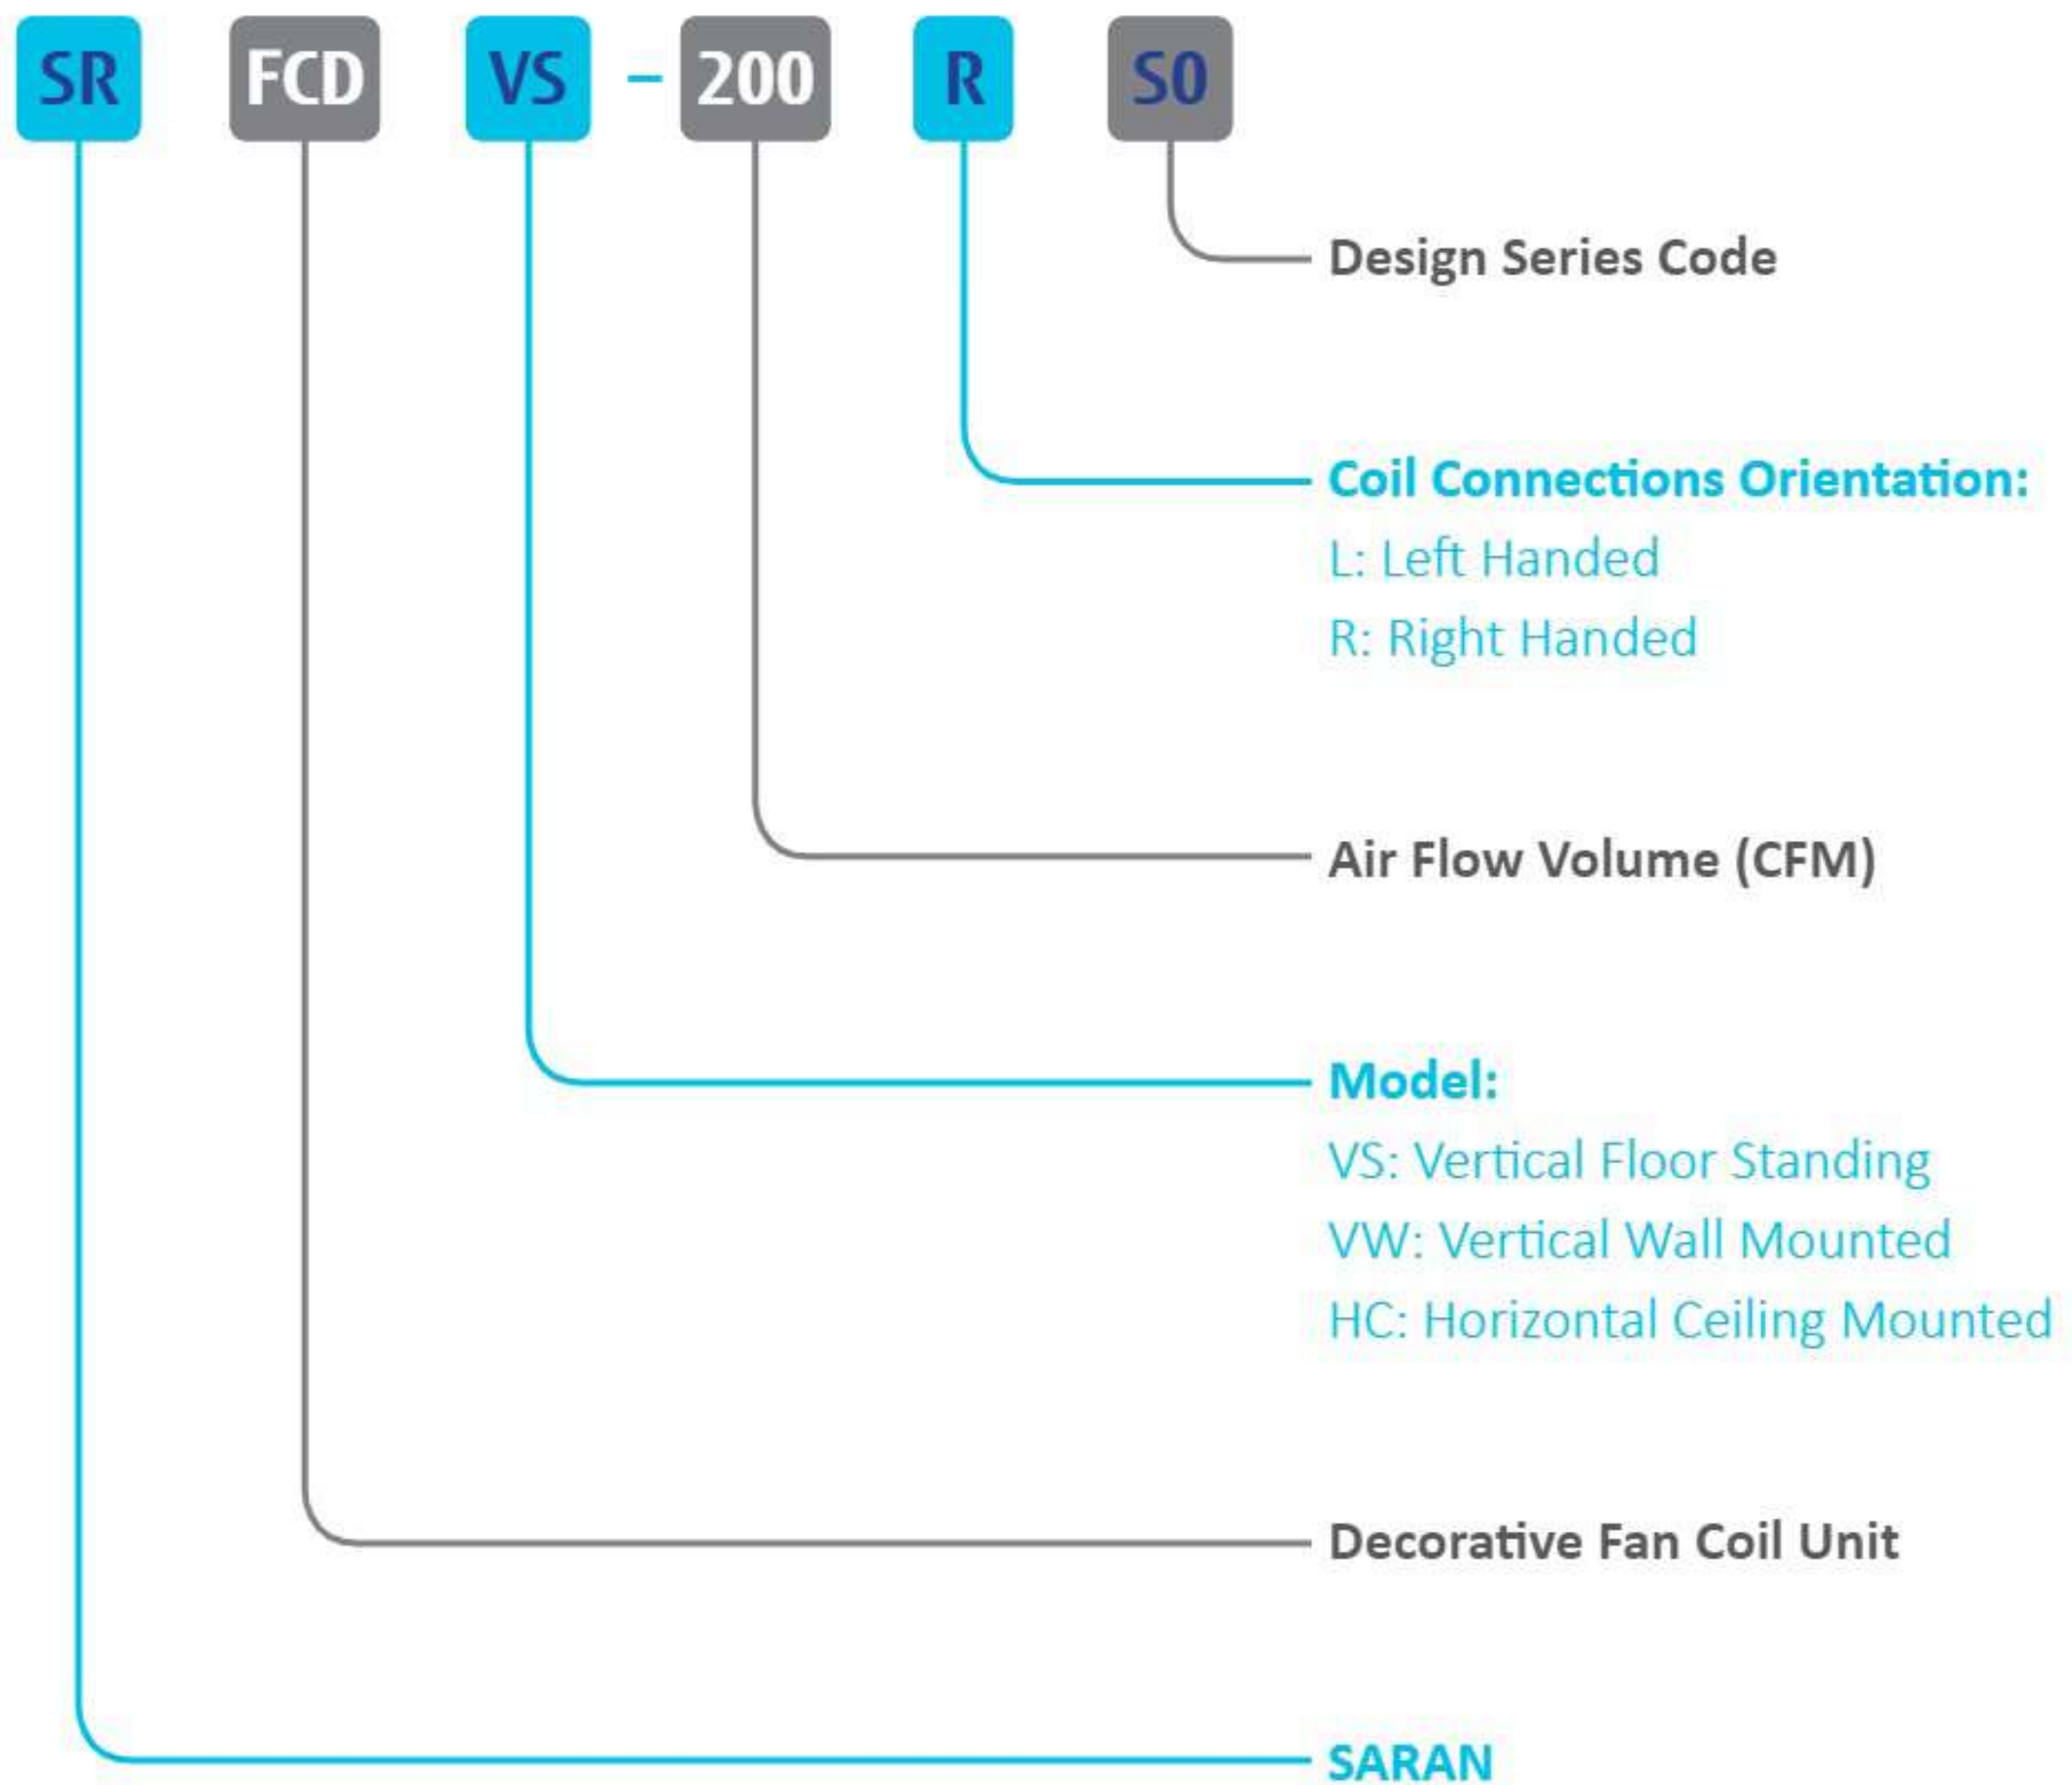 SR FCD VS – 200 R S0
Design Series Code
Coil Connections Orientation:
L: Left Handed
R: Right Handed
Air Flow Volume (CFM)
Model:
VS: Vertical Floor Standing
VW: Vertical Wall Mounted
HC: Horizontal Ceiling Mounted
Decorative Fan Coil Unit
SARAN